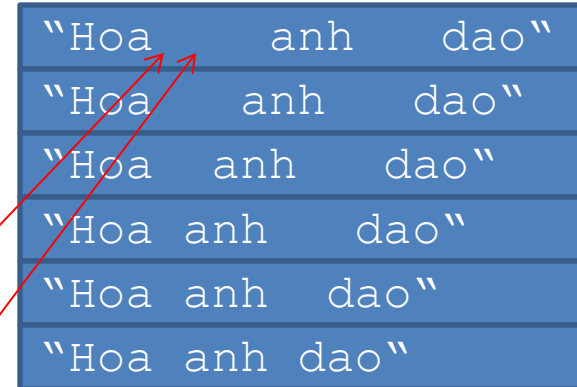 “Hoa    anh   dao“
“Hoa   anh   dao“
“Hoa  anh   dao“
“Hoa anh   dao“
“Hoa anh  dao“
“Hoa anh dao“